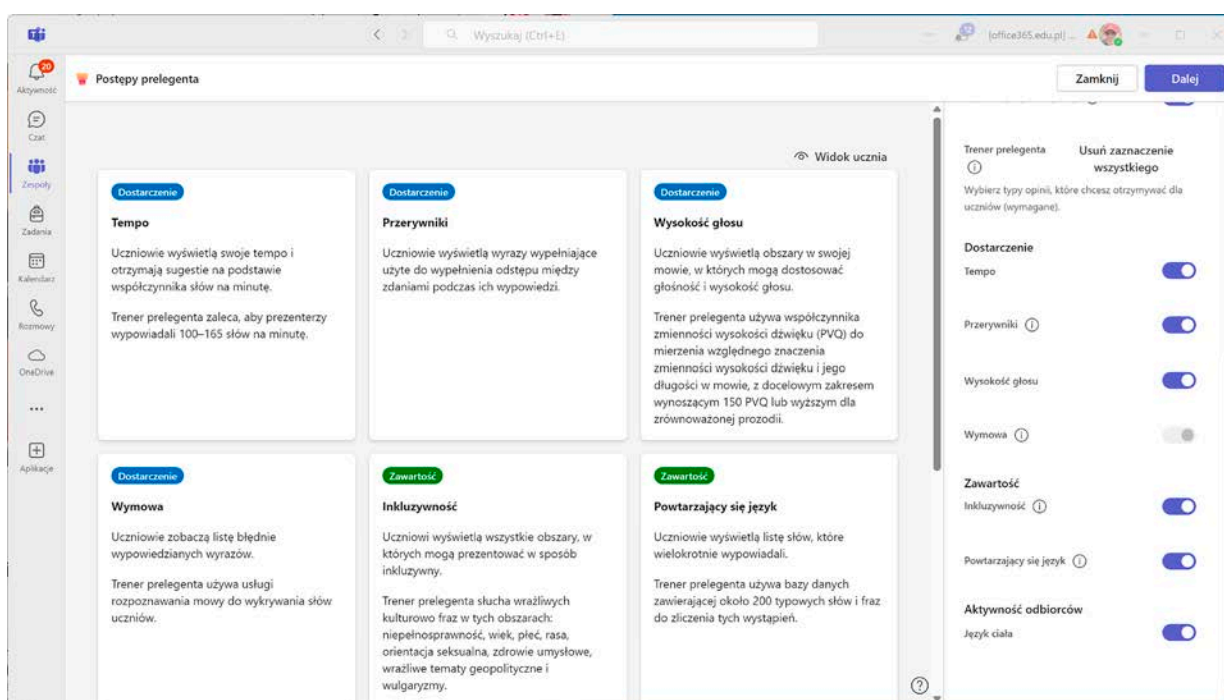 Wyszukaj (Ctrl+E)
(office365.edu.pl) ...
20
Aktywność
Czat
Zespoły
Zadania
Kalendarz
Rozmowy
OneDrive
Aplikacje
Postępy prelegenta
Zamknij
Dalej
Widok ucznia
Dostarczenie
Tempo
Uczniowie wyświetlą swoje tempo i
otrzymają sugestie na podstawie
współczynnika słów na minutę.
Trener prelegenta zaleca, aby prezenterzy
wypowiadali 100–165 słów na minutę.
Dostarczenie
Przerywniki
Uczniowie wyświetlą wyrazy wypełniające
użyte do wypełnienia odstępu między
zdaniami podczas ich wypowiedzi.
Dostarczenie
Wysokość głosu
Uczniowie wyświetlą obszary w swojej
mowie, w których mogą dostosować
głośność i wysokość głosu.
Trener prelegenta używa współczynnika
zmienności wysokości dźwięku (PVQ) do
mierzenia względnego znaczenia
zmienności wysokości dźwięku i jego
długości w mowie, z docelowym zakresem
wynoszącym 150 PVQ lub wyższym dla
zrównoważonej prozodii.
Dostarczenie
Wymowa
Uczniowie zobaczą listę błędnie
wypowiedzianych wyrazów.
Trener prelegenta używa usługi
rozpoznawania mowy do wykrywania słów
uczniów.
Zawartość
Inkluzywność
Uczniowi wyświetlą wszystkie obszary, w
których mogą prezentować w sposób
inkluzywny.
Trener prelegenta słucha wrażliwych
kulturowo fraz w tych obszarach:
niepełnosprawność, wiek, płeć, rasa,
orientacja seksualna, zdrowie umysłowe,
wrażliwe tematy geopolityczne i
wulgaryzmy.
Zawartość
Powtarzający się język
Uczniowie wyświetlą listę słów, które
wielokrotnie wypowiadali.
Trener prelegenta używa bazy danych
zawierającej około 200 typowych słów i fraz
do zliczenia tych wystąpień.
Trener prelegenta
Usuń zaznaczenie
wszystkiego
Wybierz typy opinii, które chcesz otrzymywać dla
uczniów (wymagane).
Dostarczenie
Tempo
Przerywniki
Wysokość głosu
Wymowa
Zawartość
Inkluzywność
Powtarzający się język
Aktywność odbiorców
Język ciała